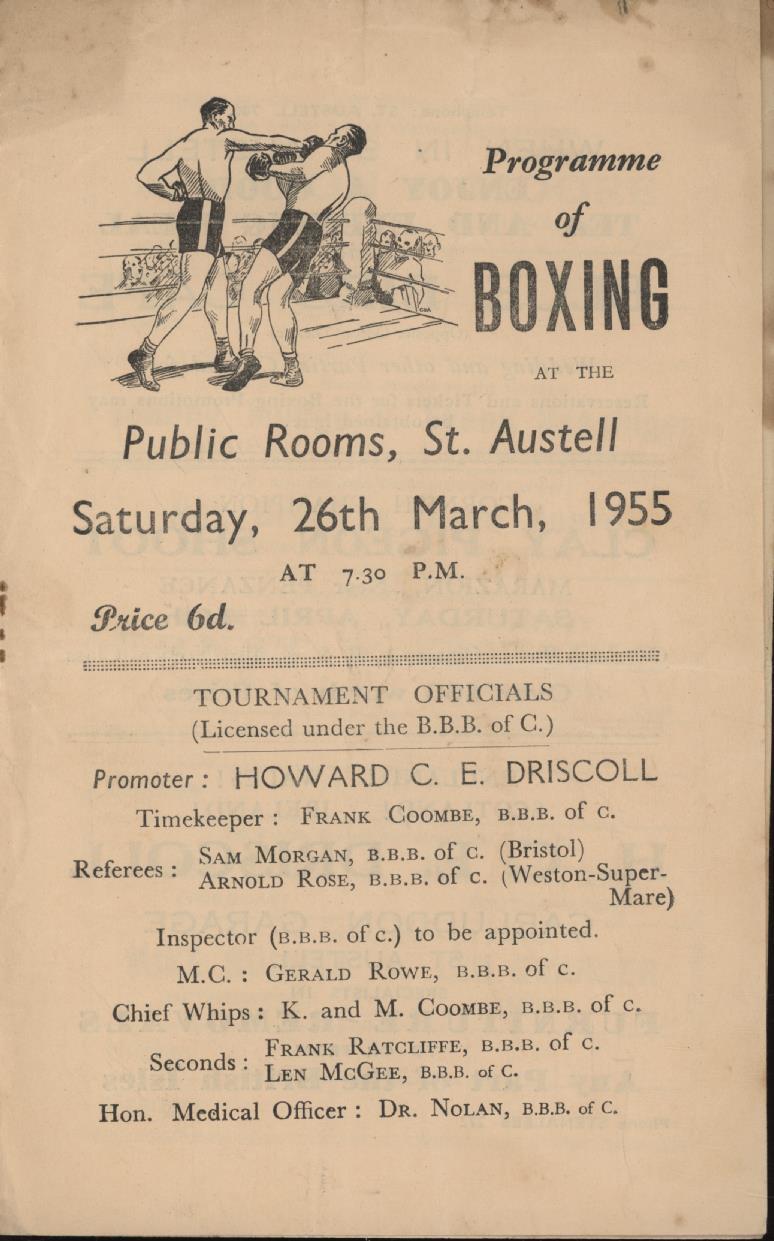 Programme
of
BOXING
AT THE
Public Rooms, St. Austell
Saturday, 26th March, 1955
AT 7.30 P.M.
Price 6d.
TOURNAMENT OFFICIALS
(Licensed under the B.B.B. of C.)
Promoter : HOWARD C. E. DRISCOLL
Timekeeper : FRANK COOMBE, B.B.B. of C.
Referees : SAM MORGAN, B.B.B. of C. (Bristol)
ARNOLD ROSE, B.B.B. of C. (Weston-Super-
Mare)
Inspector (B.B.B. of C.) to be appointed.
M.C. : GERALD ROWE, B.B.B. of C.
Chief Whips : K. and M. COOMBE, B.B.B. of C.
Seconds : FRANK RATCLIFFE, B.B.B. of C.
LEN MCGEE, B.B.B. of C.
Hon. Medical Officer : DR. NOLAN, B.B.B. of C.